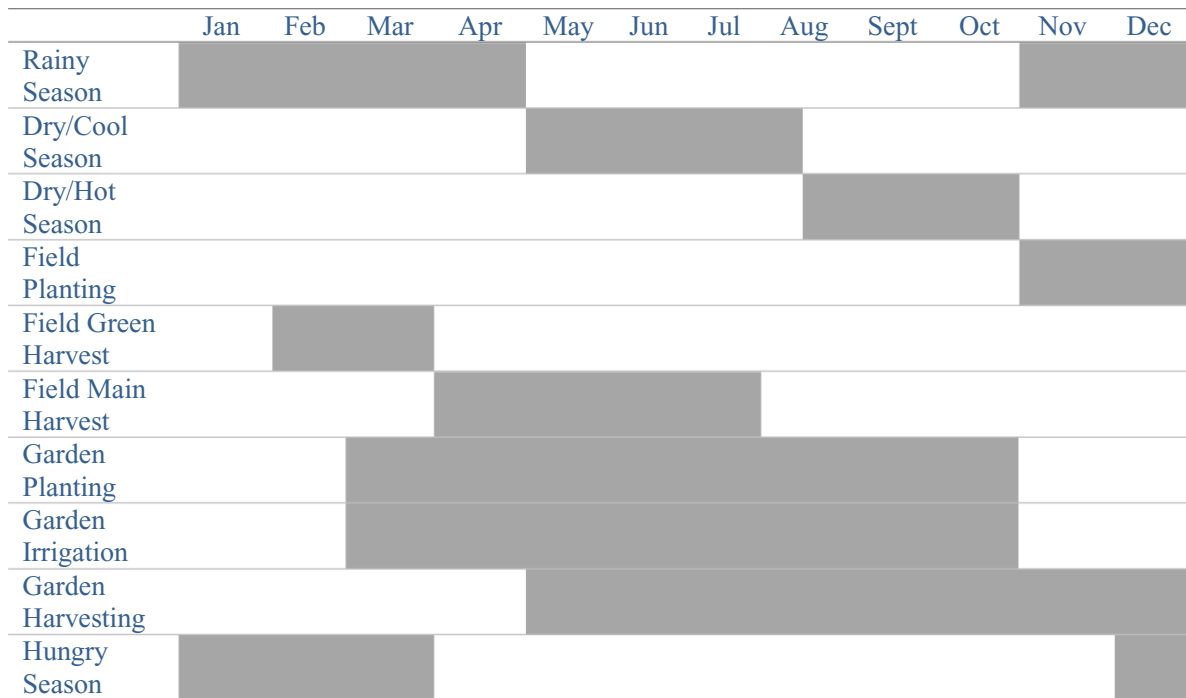 Jan Feb Mar Apr May Jun Jul Aug Sept Oct Nov Dec
Rainy
Season
Dry/Cool
Season
Dry/Hot
Season
Field
Planting
Field Green
Harvest
Field Main
Harvest
Garden
Planting
Garden
Irrigation
Garden
Harvesting
Hungry
Season